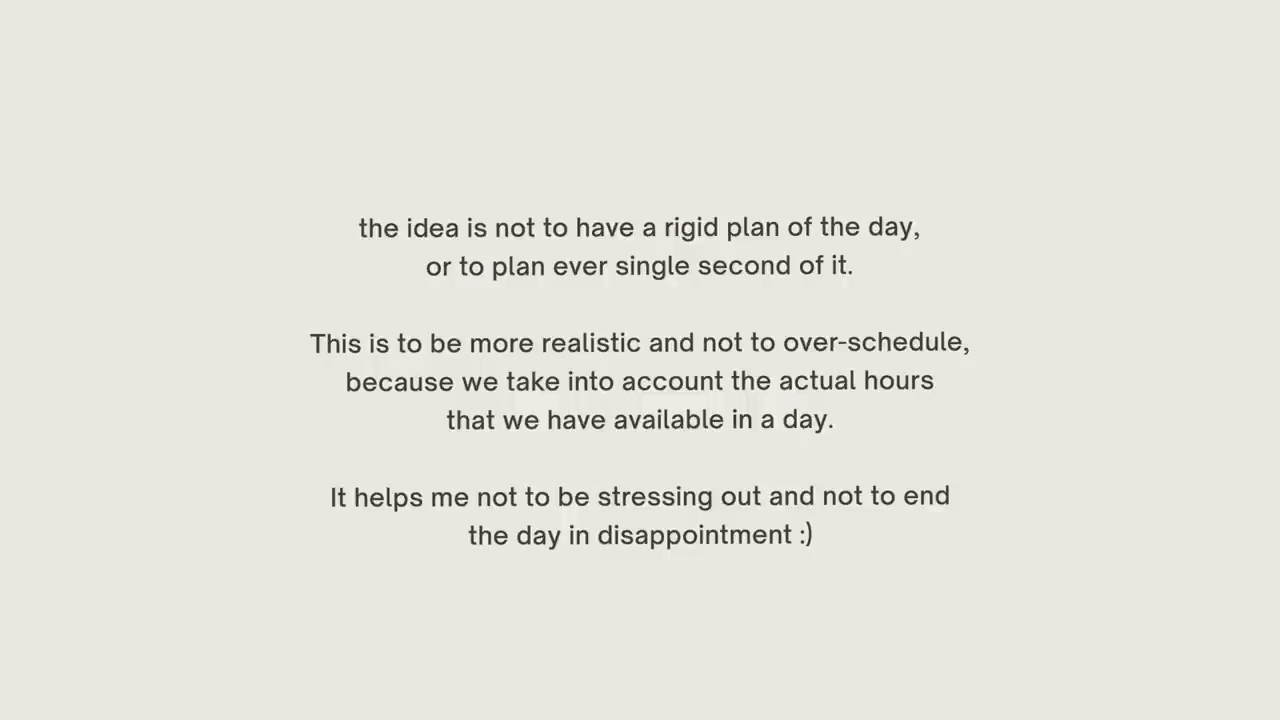 the idea is not to have a rigid plan of the day,
or to plan ever single second of it.
This is to be more realistic and not to over-schedule,
because we take into account the actual hours
that we have available in a day.
It helps me not to be stressing out and not to end
the day in disappointment :)